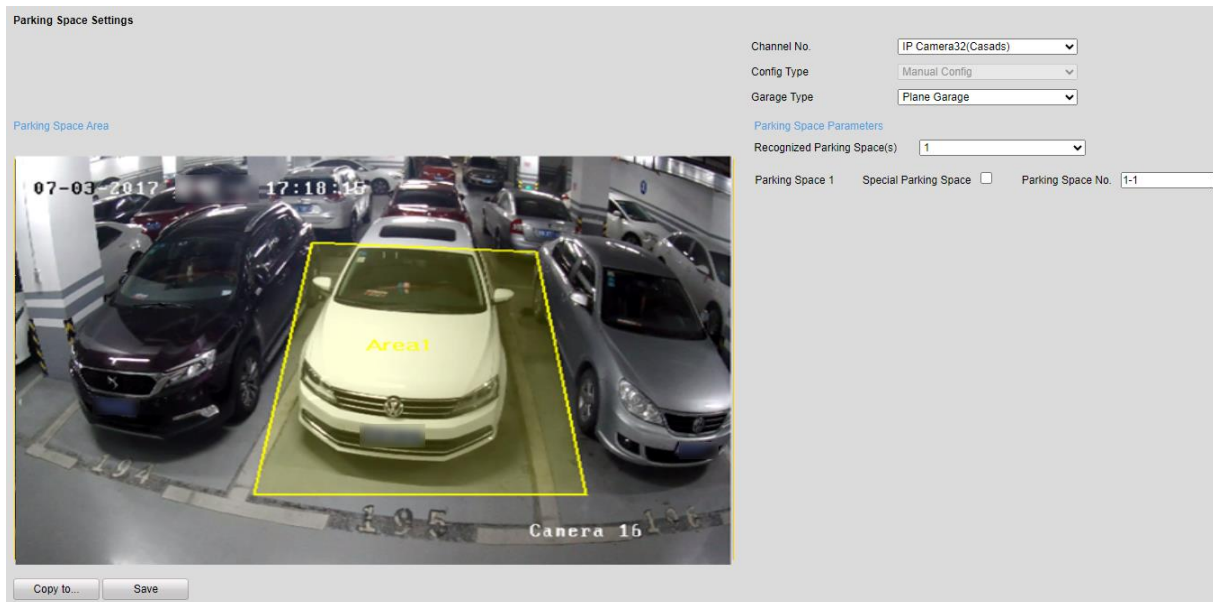 Parking Space Settings
Channel No. IP Camera32(Casads)
Config Type Manual Config
Garage Type Plane Garage
Parking Space Area
Parking Space Parameters
Recognized Parking Space(s) 1
Parking Space 1 Special Parking Space Parking Space No. 1-1
07-03-2017 17:18:15
Area1
194
195
196
Camera 16
Copy to... Save